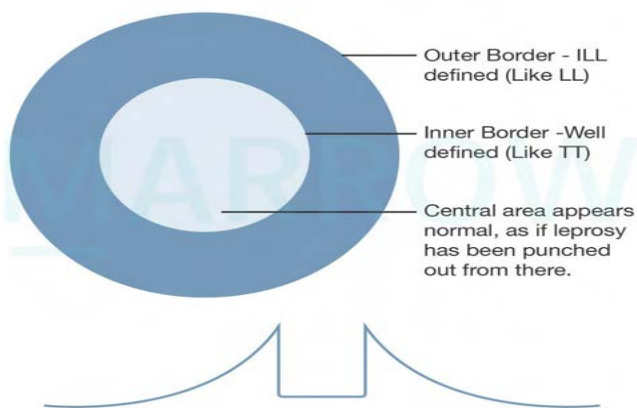 Outer Border - ILL
defined (Like LL)
Inner Border -Well
defined (Like TT)
Central area appears
normal, as if leprosy
has been punched
out from there.
MARROW